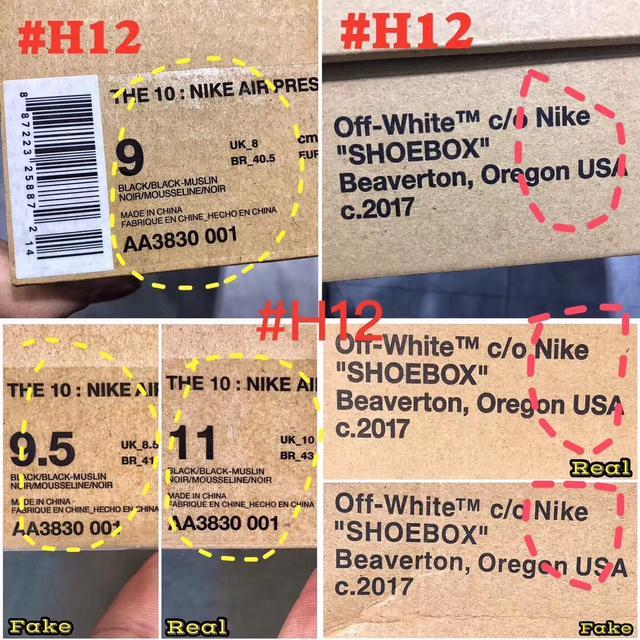 #H12
THE 10 : NIKE AIR PRES
9
UK_8
cm
BR_40.5
EUR
BLACK/BLACK-MUSLIN
NOIR/MOUSSELINE/NOIR
MADE IN CHINA
FABRIQUE EN CHINE_HECHO EN CHINA
AA3830 001
8 87223 25887 2 14
#H12
Off-White™ c/o Nike
"SHOEBOX"
Beaverton, Oregon USA
c.2017
#H12
THE 10 : NIKE AIR
9.5
UK_8.5
BR_41
BLACK/BLACK-MUSLIN
NOIR/MOUSSELINE/NOIR
MADE IN CHINA
FABRIQUE EN CHINE_HECHO EN CHINA
AA3830 001
Fake
THE 10 : NIKE AI
11
UK_10
BR_43
BLACK/BLACK-MUSLIN
NOIR/MOUSSELINE/NOIR
MADE IN CHINA
FABRIQUE EN CHINE_HECHO EN CHINA
AA3830 001
Real
Off-White™ c/o Nike
"SHOEBOX"
Beaverton, Oregon USA
c.2017
Real
Off-White™ c/o Nike
"SHOEBOX"
Beaverton, Oregon USA
c.2017
Fake